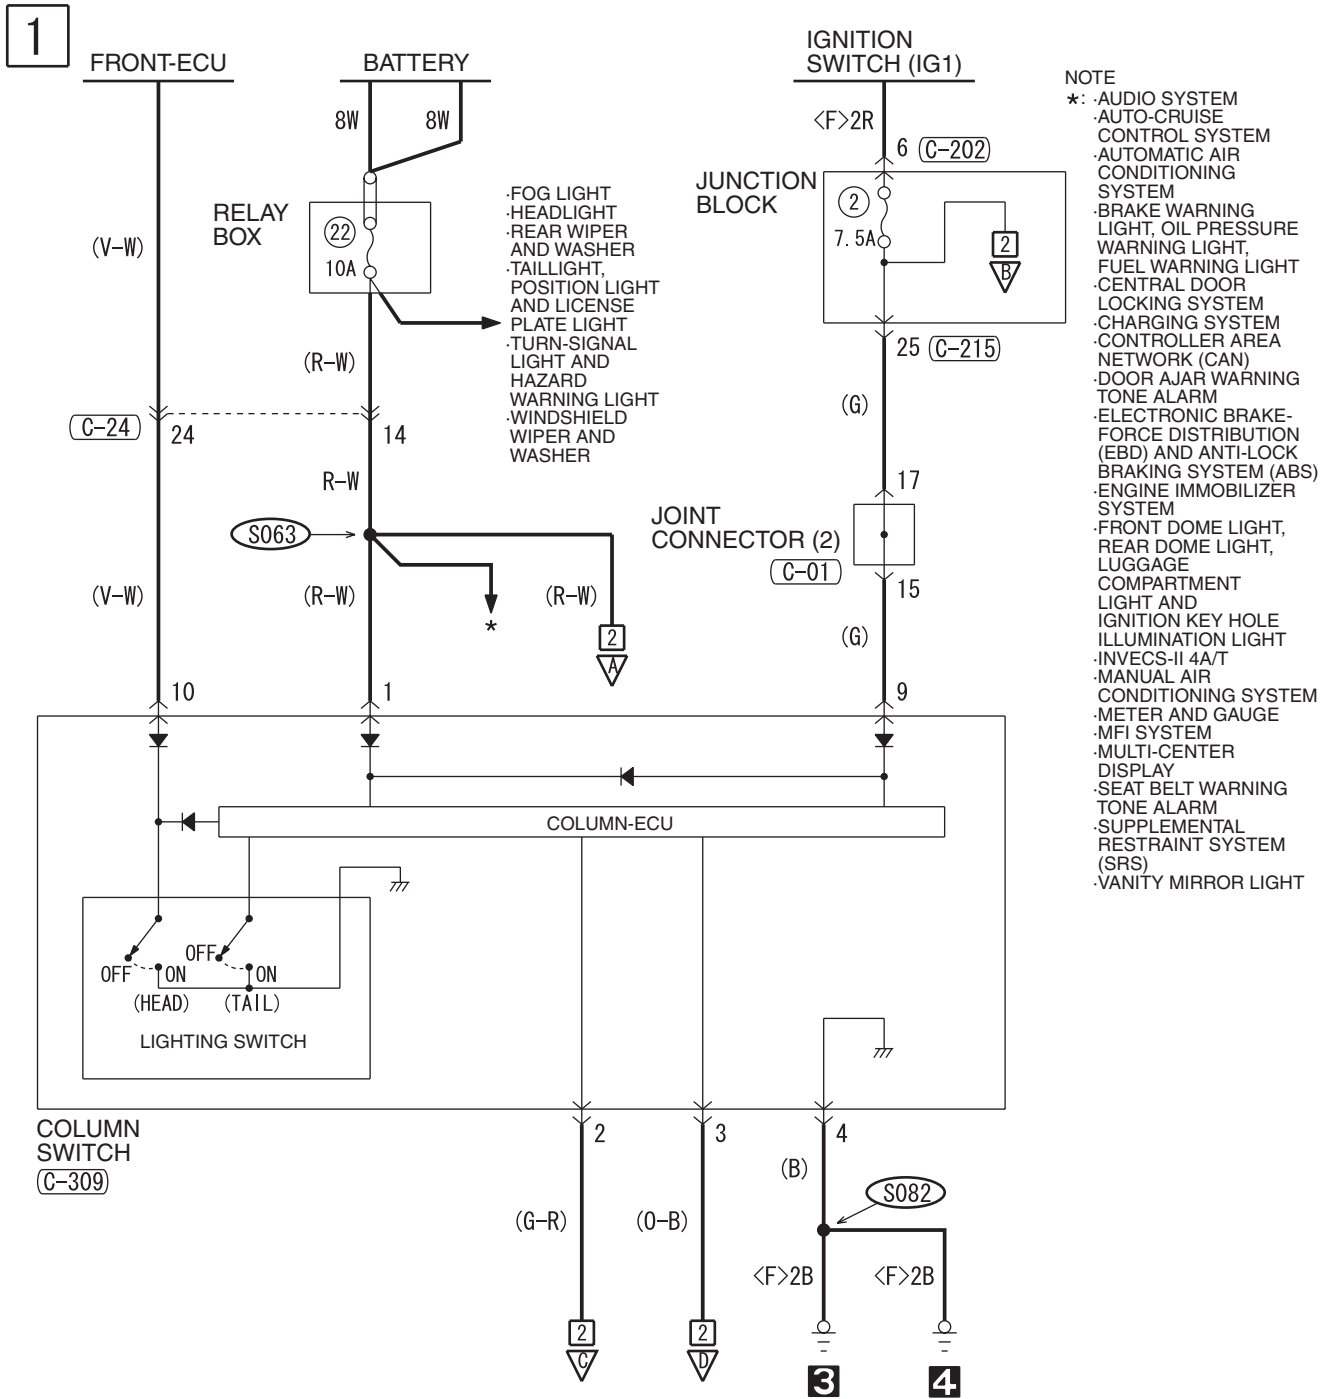 1
FRONT-ECU
BATTERY
IGNITION
SWITCH (IG1)
8W
8W
<F>2R
6 (C-202)
RELAY
BOX
22
10A
(V-W)
·FOG LIGHT
·HEADLIGHT
·REAR WIPER
AND WASHER
·TAILLIGHT,
POSITION LIGHT
AND LICENSE
PLATE LIGHT
·TURN-SIGNAL
LIGHT AND
HAZARD
WARNING LIGHT
·WINDSHIELD
WIPER AND
WASHER
JUNCTION
BLOCK
2
7.5A
2
B
25 (C-215)
(R-W)
(G)
C-24
24
14
R-W
17
S063
JOINT
CONNECTOR (2)
C-01
15
(V-W)
(R-W)
*
(R-W)
2
A
(G)
10
1
9
COLUMN-ECU
OFF
ON
(HEAD)
OFF
ON
(TAIL)
LIGHTING SWITCH
COLUMN
SWITCH
C-309
2
3
4
(B)
S082
(G-R)
(O-B)
<F>2B
<F>2B
2
C
2
D
3
4
NOTE
*: ·AUDIO SYSTEM
·AUTO-CRUISE
CONTROL SYSTEM
·AUTOMATIC AIR
CONDITIONING
SYSTEM
·BRAKE WARNING
LIGHT, OIL PRESSURE
WARNING LIGHT,
FUEL WARNING LIGHT
·CENTRAL DOOR
LOCKING SYSTEM
·CHARGING SYSTEM
·CONTROLLER AREA
NETWORK (CAN)
·DOOR AJAR WARNING
TONE ALARM
·ELECTRONIC BRAKE-
FORCE DISTRIBUTION
(EBD) AND ANTI-LOCK
BRAKING SYSTEM (ABS)
·ENGINE IMMOBILIZER
SYSTEM
·FRONT DOME LIGHT,
REAR DOME LIGHT,
LUGGAGE
COMPARTMENT
LIGHT AND
IGNITION KEY HOLE
ILLUMINATION LIGHT
·INVECS-II 4A/T
·MANUAL AIR
CONDITIONING SYSTEM
·METER AND GAUGE
·MFI SYSTEM
·MULTI-CENTER
DISPLAY
·SEAT BELT WARNING
TONE ALARM
·SUPPLEMENTAL
RESTRAINT SYSTEM
(SRS)
·VANITY MIRROR LIGHT